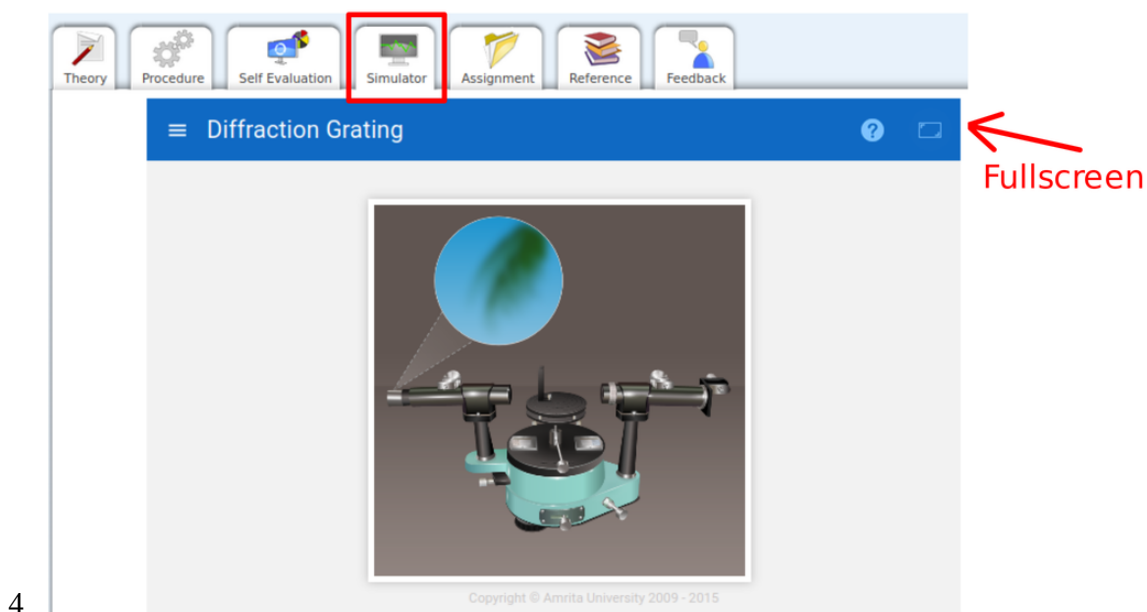 Theory Procedure Self Evaluation Simulator Assignment Reference Feedback
≡ Diffraction Grating ?
Fullscreen
Copyright © Amrita University 2009 - 2015
4